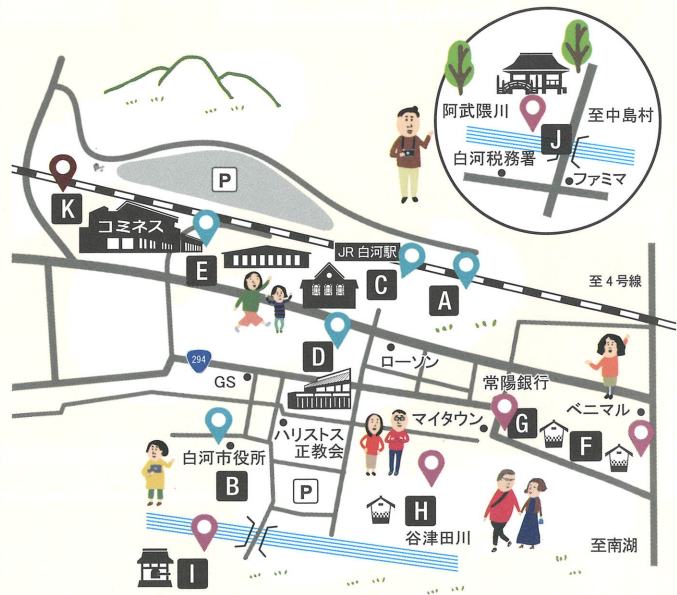 阿武隈川
至中島村
J
白河税務署
ファミマ
P
K
コミネス
JR 白河駅
E
C
A
至4号線
D
294
ローソン
GS
常陽銀行
ベニマル
マイタウン
G
F
ハリストス
正教会
白河市役所
B
P
H
谷津田川
至南湖
I